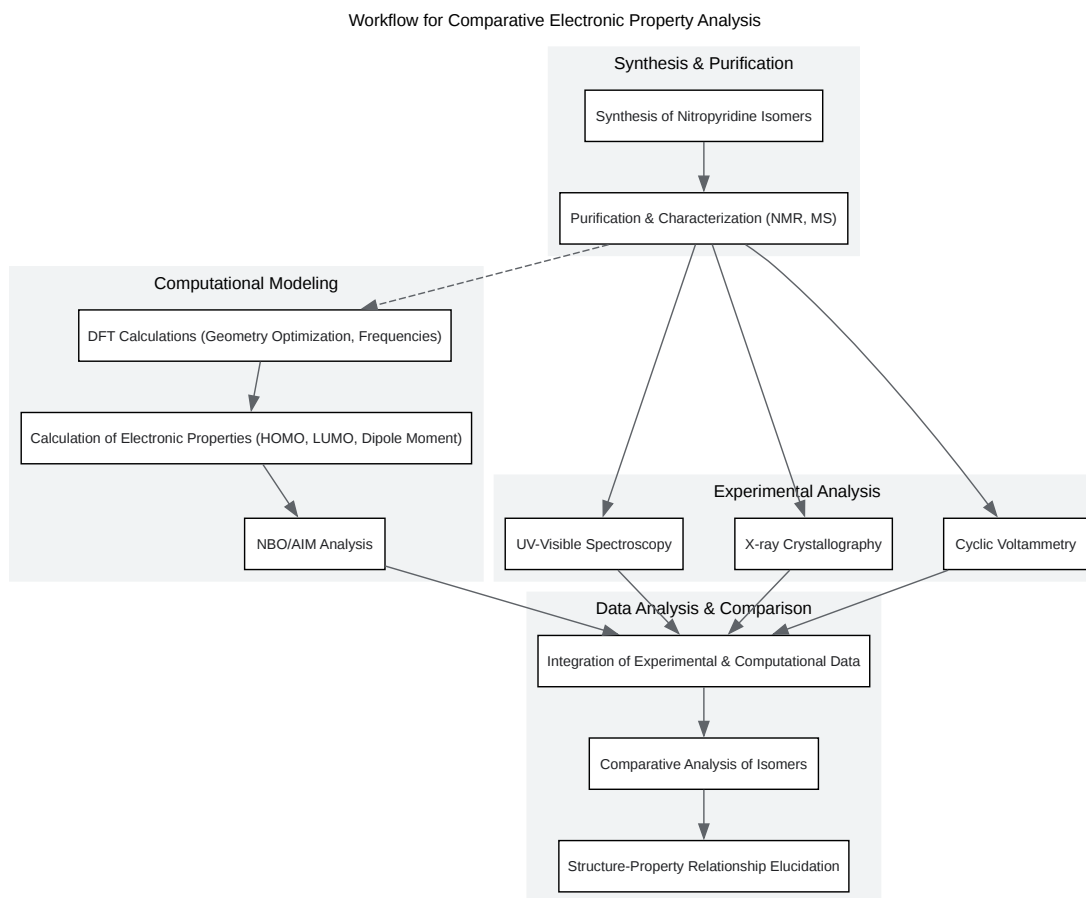 Workflow for Comparative Electronic Property Analysis
Synthesis & Purification
Synthesis of Nitropyridine Isomers
Purification & Characterization (NMR, MS)
Computational Modeling
DFT Calculations (Geometry Optimization, Frequencies)
Calculation of Electronic Properties (HOMO, LUMO, Dipole Moment)
NBO/AIM Analysis
Experimental Analysis
UV-Visible Spectroscopy
X-ray Crystallography
Cyclic Voltammetry
Data Analysis & Comparison
Integration of Experimental & Computational Data
Comparative Analysis of Isomers
Structure-Property Relationship Elucidation